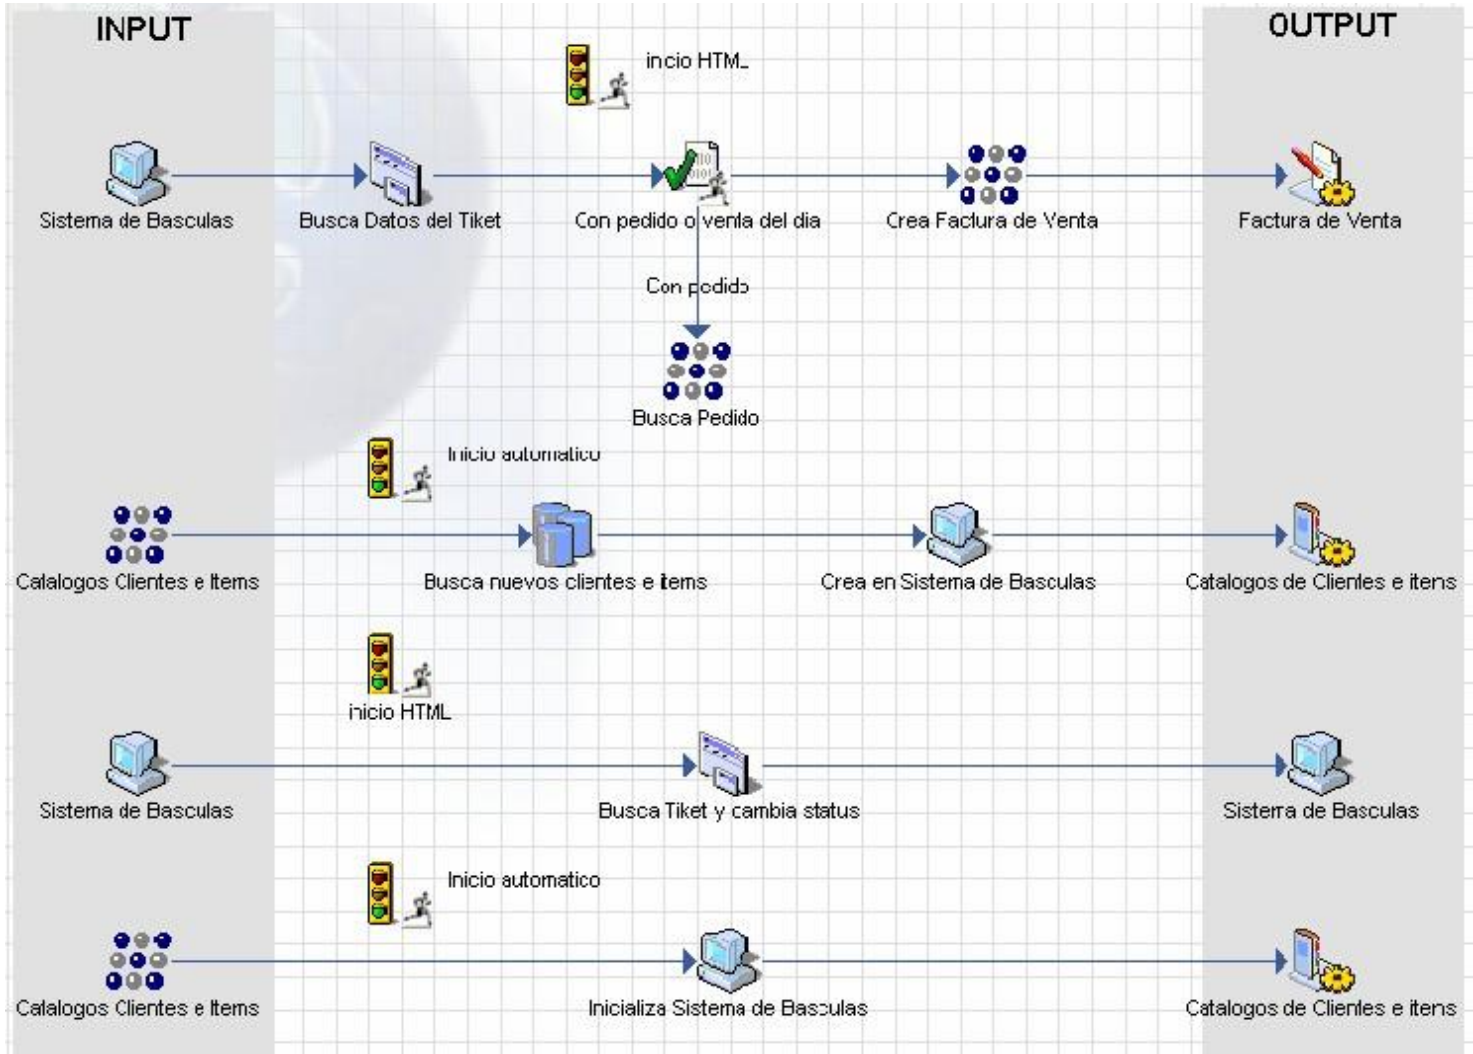 INPUT
OUTPUT
incio HTML
Sistema de Basculas
Busca Datos del Tiket
Con pedido o venta del dia
Crea Factura de Venta
Factura de Venta
Con pedido
Busca Pedido
Inicio automatico
Catalogos Clientes e Items
Busca nuevos clientes e items
Crea en Sistema de Basculas
Catalogos de Clientes e itens
inicio HTML
Sistema de Basculas
Busca Tiket y cambia status
Sistema de Basculas
Inicio automatico
Catalogos Clientes e Items
Inicializa Sistema de Basculas
Catalogos de Clientes e itens